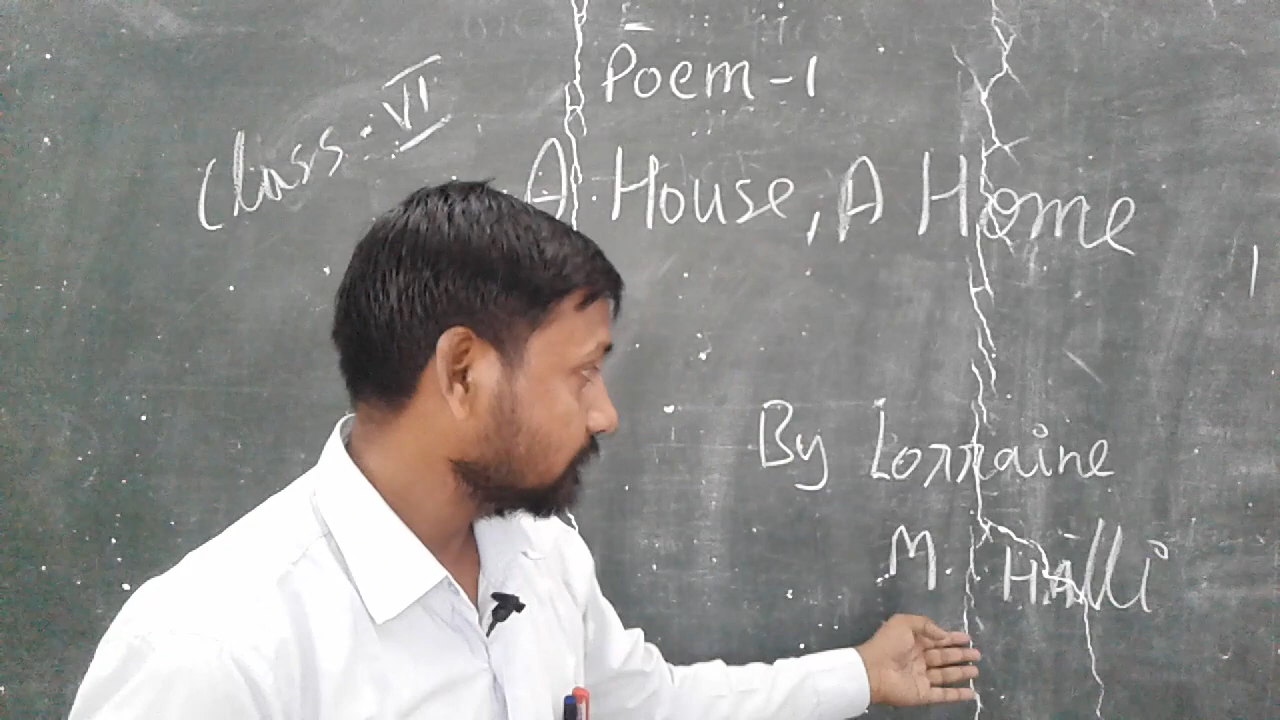 Poem-1
Class:-VI
A House, A Home
By Lorraine
M. Halli